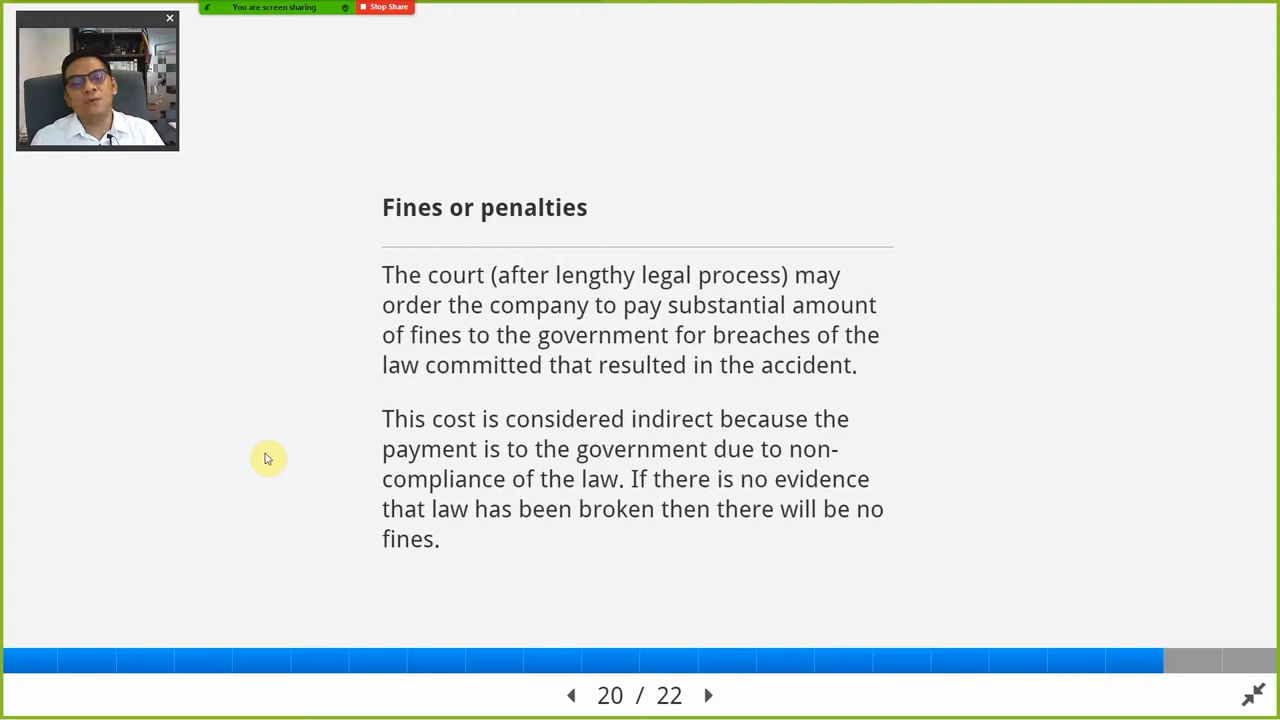 You are screen sharing
Stop Share
Fines or penalties
The court (after lengthy legal process) may
order the company to pay substantial amount
of fines to the government for breaches of the
law committed that resulted in the accident.
This cost is considered indirect because the
payment is to the government due to non-
compliance of the law. If there is no evidence
that law has been broken then there will be no
fines.
20 / 22